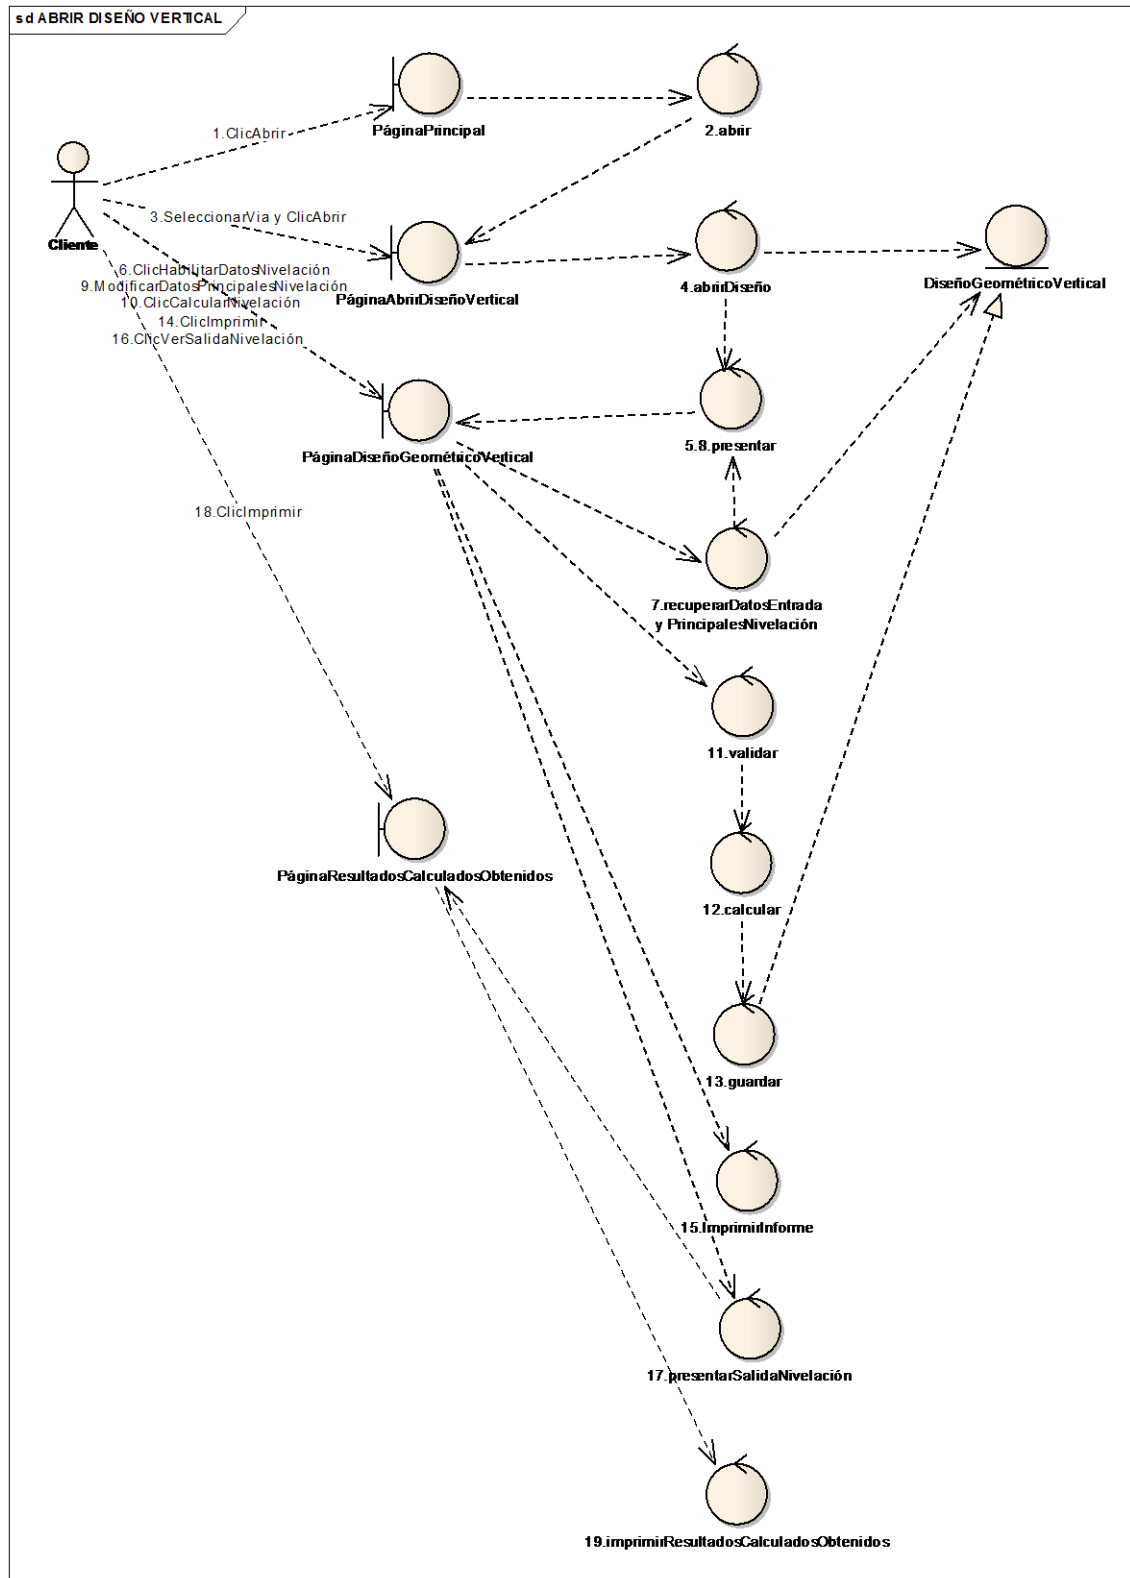 sd ABRIR DISEÑO VERTICAL
1.ClicAbrir
PáginaPrincipal
2.abrir
Cliente
3.SeleccionarVia y ClicAbrir
PáginaAbrirDiseñoVertical
4.abrirDiseño
DiseñoGeométricoVertical
6.ClicHabilitarDatosNivelación
9.ModificarDatosPrincipalesNivelación
10.ClicCalcularNivelación
14.ClicImprimir
16.ClicVerSalidaNivelación
PáginaDiseñoGeométricoVertical
5.8.presentar
18.ClicImprimir
7.recuperarDatosEntrada
y PrincipalesNivelación
11.validar
PáginaResultadosCalculadosObtenidos
12.calcular
13.guardar
15.ImprimirInforme
17.presentarSalidaNivelación
19.imprimirResultadosCalculadosObtenidos